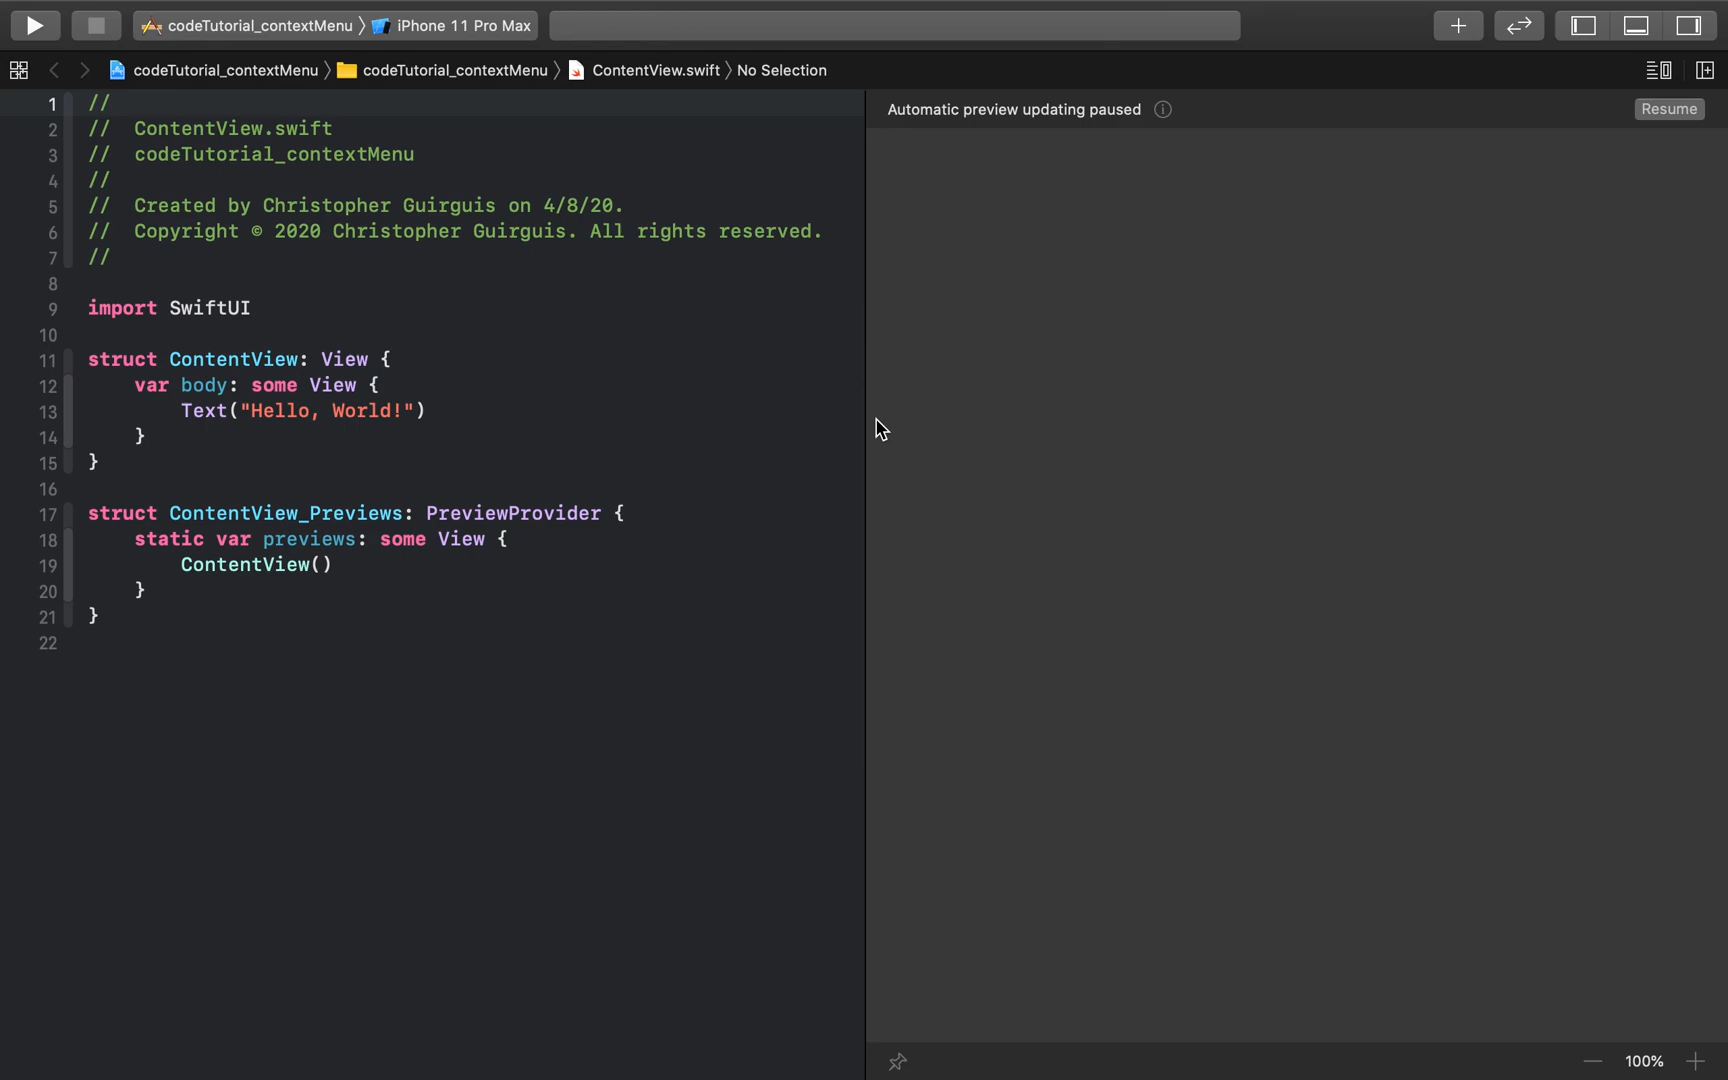 codeTutorial_contextMenu 〉 iPhone 11 Pro Max
codeTutorial_contextMenu 〉 codeTutorial_contextMenu 〉 ContentView.swift 〉 No Selection
Automatic preview updating paused
Resume
1 //
2 //  ContentView.swift
3 //  codeTutorial_contextMenu
4 //
5 //  Created by Christopher Guirguis on 4/8/20.
6 //  Copyright © 2020 Christopher Guirguis. All rights reserved.
7 //
8
9 import SwiftUI
10
11 struct ContentView: View {
12     var body: some View {
13         Text("Hello, World!")
14     }
15 }
16
17 struct ContentView_Previews: PreviewProvider {
18     static var previews: some View {
19         ContentView()
20     }
21 }
22
100%